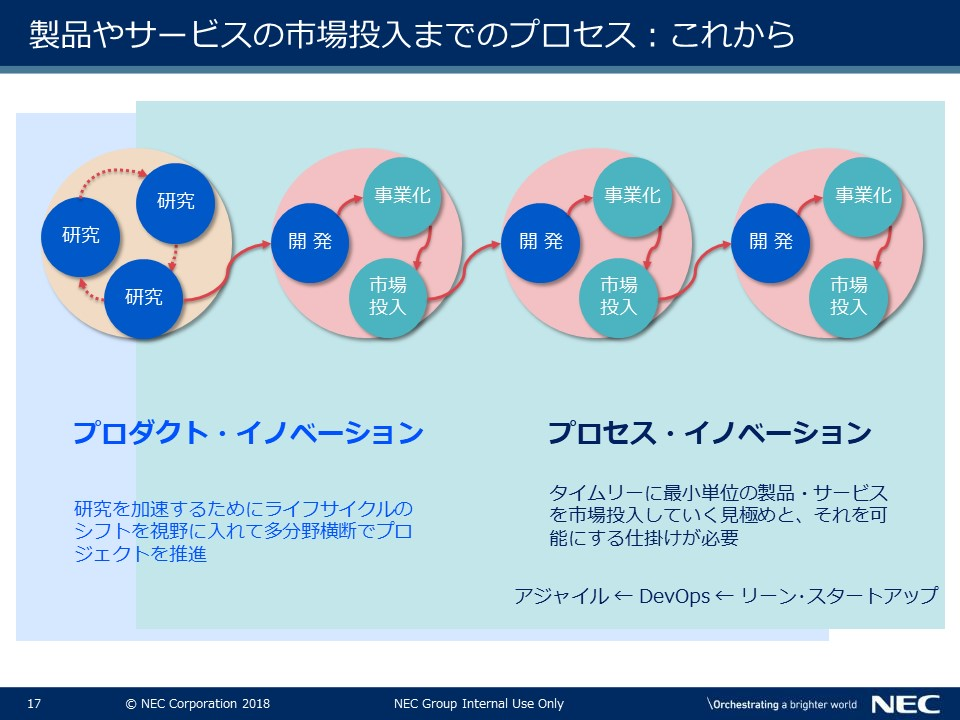 製品やサービスの市場投入までのプロセス：これから
研究
研究
研究
開 発
事業化
市場
投入
開 発
事業化
市場
投入
開 発
事業化
市場
投入
プロダクト・イノベーション
研究を加速するためにライフサイクルの
シフトを視野に入れて多分野横断でプロ
ジェクトを推進
プロセス・イノベーション
タイムリーに最小単位の製品・サービス
を市場投入していく見極めと、それを可
能にする仕掛けが必要
アジャイル ← DevOps ← リーン･スタートアップ
17
© NEC Corporation 2018
NEC Group Internal Use Only
\Orchestrating a brighter world
NEC